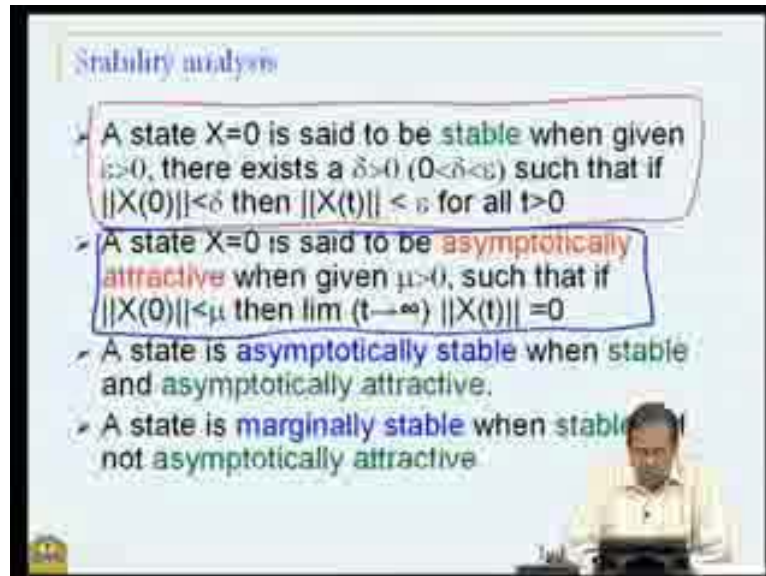 Stability analysis
A state X=0 is said to be stable when given
ε>0, there exists a δ>0 (0<δ<ε) such that if
||X(0)||<δ then ||X(t)|| < ε for all t>0
A state X=0 is said to be asymptotically
attractive when given μ>0, such that if
||X(0)||<μ then lim (t→∞) ||X(t)|| =0
A state is asymptotically stable when stable
and asymptotically attractive.
A state is marginally stable when stable
not asymptotically attractive